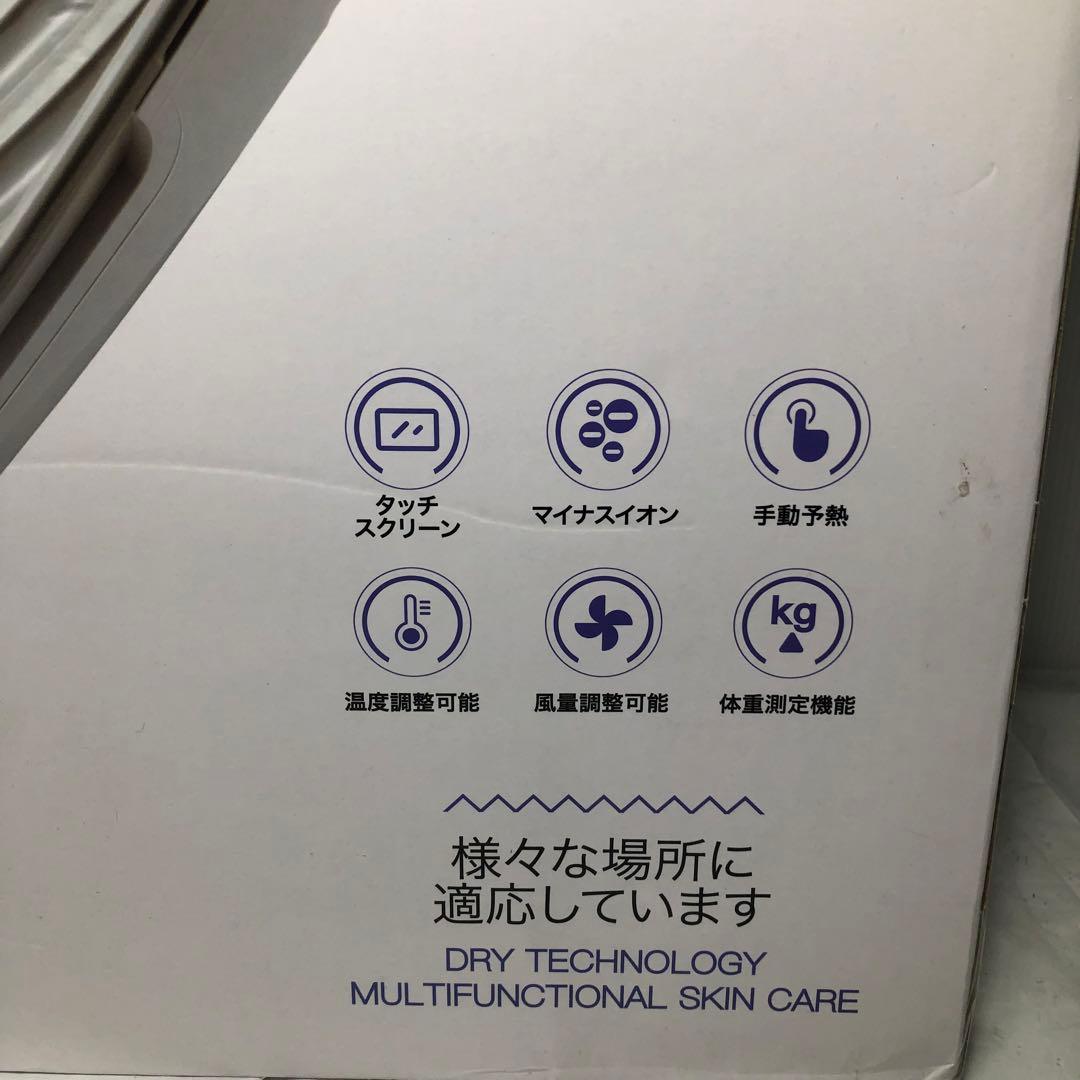 タッチ
スクリーン
マイナスイオン
手動予熱
温度調整可能
風量調整可能
kg
体重測定機能
様々な場所に
適応しています
DRY TECHNOLOGY
MULTIFUNCTIONAL SKIN CARE